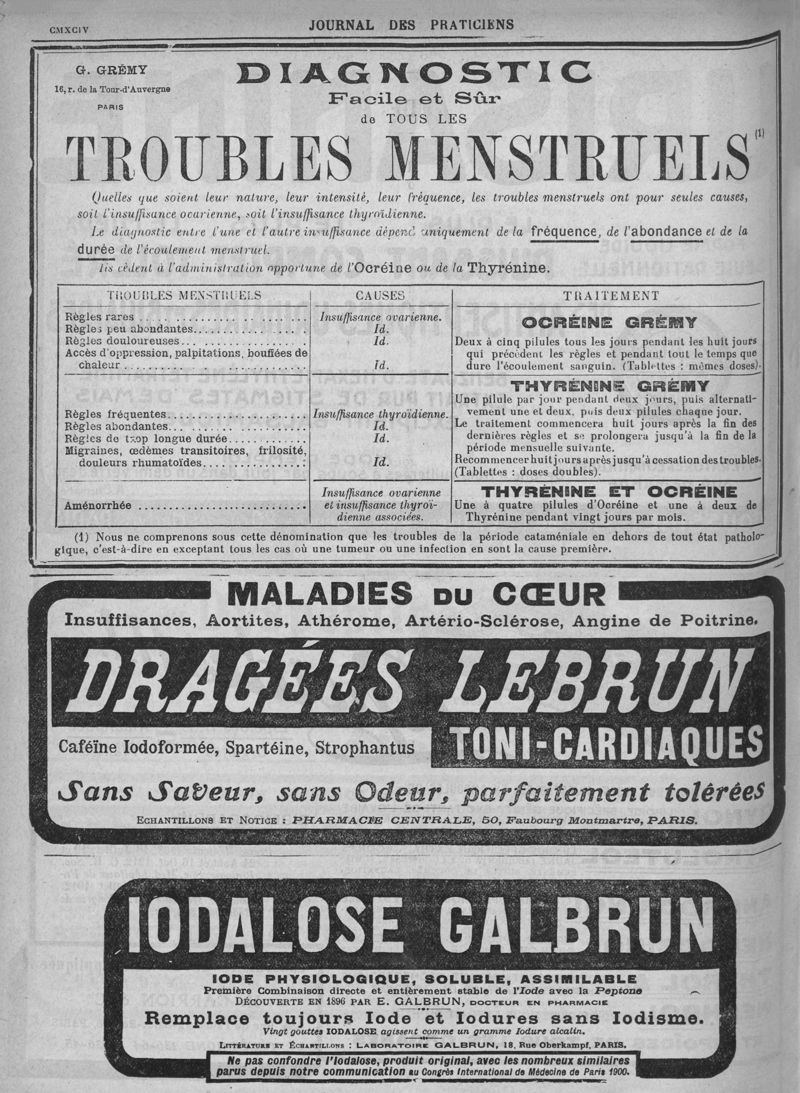 CMXCIV
JOURNAL DES PRATICIENS
G. GRÉMY
16, r. de la Tour-d'Auvergne
PARIS
DIAGNOSTIC
Facile et Sûr
de TOUS LES
TROUBLES MENSTRUELS (1)
Quelles que soient leur nature, leur intensité, leur fréquence, les troubles menstruels ont pour seules causes,
soit l'insuffisance ocarienne, soit l'insuffisance thyroïdienne.
Le diagnostic entre l'une et l'autre insuffisance dépend uniquement de la fréquence, de l'abondance et de la
durée de l'écoulement menstruel.
Ils cèdent à l'administration opportune de l'Ocréine ou de la Thyrénine.
TROUBLES MENSTRUELS
CAUSES
TRAITEMENT
Règles rares
Insuffisance ovarienne.
Règles peu abondantes
Id.
Règles douloureuses
Id.
Accès d'oppression, palpitations, bouffées de
chaleur
Id.
OCRÉINE GRÉMY
Deux à cinq pilules tous les jours pendant les huit jours
qui précèdent les règles et pendant tout le temps que
dure l'écoulement sanguin. (Tablettes : mêmes doses).
Règles fréquentes
Insuffisance thyroïdienne.
Règles abondantes
Id.
Règles de trop longue durée
Id.
Migraines, œdèmes transitoires, frilosité,
douleurs rhumatoïdes
Id.
THYRÉNINE GRÉMY
Une pilule par jour pendant deux jours, puis alternati-
vement une et deux, puis deux pilules chaque jour.
Le traitement commencera huit jours après la fin des
dernières règles et se prolongera jusqu'à la fin de la
période mensuelle suivante.
Recommencer huit jours après jusqu'à cessation des troubles.
(Tablettes : doses doubles).
Aménorrhée
Insuffisance ovarienne
et insuffisance thyroï-
dienne associées.
THYRÉNINE ET OCRÉINE
Une à quatre pilules d'Ocréine et une à deux de
Thyrénine pendant vingt jours par mois.
(1) Nous ne comprenons sous cette dénomination que les troubles de la période cataméniale en dehors de tout état patholo-
gique, c'est-à-dire en exceptant tous les cas où une tumeur ou une infection en sont la cause première.
MALADIES DU CŒUR
Insuffisances, Aortites, Athérome, Artério-Sclérose, Angine de Poitrine.
DRAGÉES LEBRUN
Caféïne Iodoformée, Spartéine, Strophantus
TONI-CARDIAQUES
Sans Saveur, sans Odeur, parfaitement tolérées
ECHANTILLONS ET NOTICE : PHARMACIE CENTRALE, 50, Faubourg Montmartre, PARIS.
IODALOSE GALBRUN
IODE PHYSIOLOGIQUE, SOLUBLE, ASSIMILABLE
Première Combinaison directe et entièrement stable de l'Iode avec la Peptone
DÉCOUVERTE EN 1896 PAR E. GALBRUN, DOCTEUR EN PHARMACIE
Remplace toujours Iode et Iodures sans Iodisme.
Vingt gouttes IODALOSE agissent comme un gramme Iodure alcalin.
LITTÉRATURE ET ÉCHANTILLONS : LABORATOIRE GALBRUN, 18, Rue Oberkampf, PARIS.
Ne pas confondre l'Iodalose, produit original, avec les nombreux similaires
parus depuis notre communication au Congrès International de Médecine de Paris 1900.